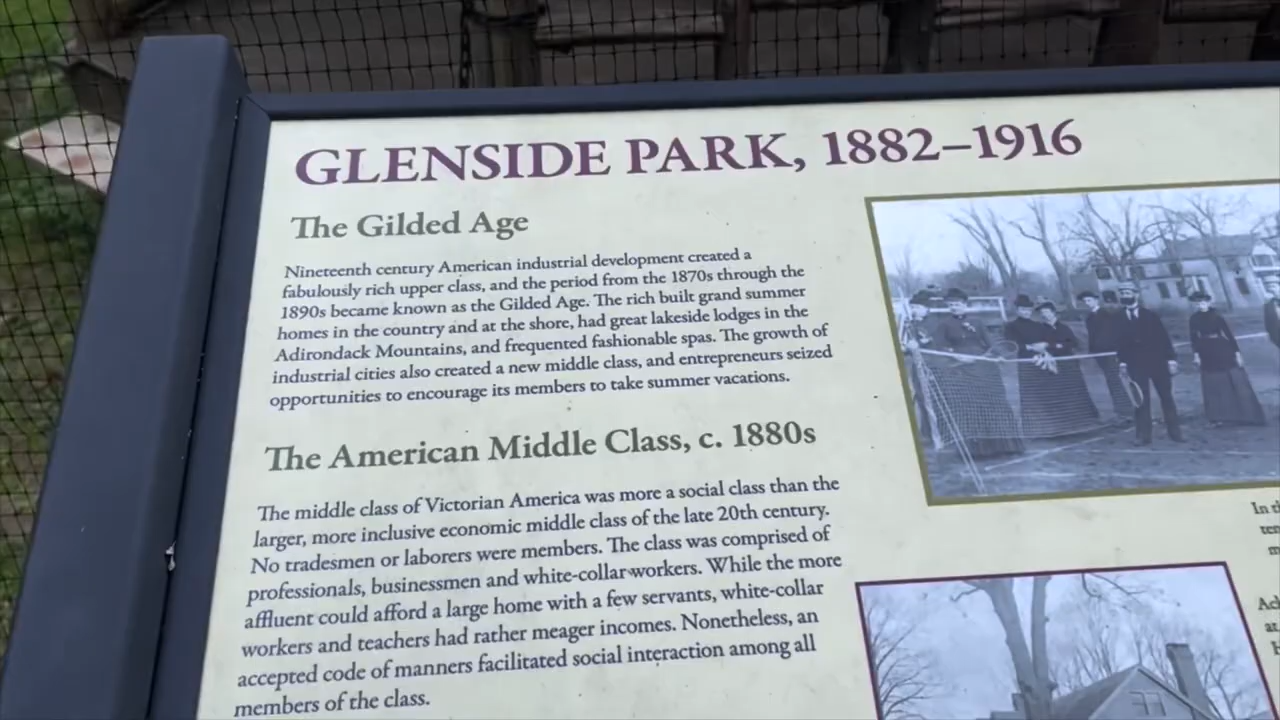 GLENSIDE PARK, 1882–1916
The Gilded Age
Nineteenth century American industrial development created a
fabulously rich upper class, and the period from the 1870s through the
1890s became known as the Gilded Age. The rich built grand summer
homes in the country and at the shore, had great lakeside lodges in the
Adirondack Mountains, and frequented fashionable spas. The growth of
industrial cities also created a new middle class, and entrepreneurs seized
opportunities to encourage its members to take summer vacations.
The American Middle Class, c. 1880s
The middle class of Victorian America was more a social class than the
larger, more inclusive economic middle class of the late 20th century.
No tradesmen or laborers were members. The class was comprised of
professionals, businessmen and white-collar workers. While the more
affluent could afford a large home with a few servants, white-collar
workers and teachers had rather meager incomes. Nonetheless, an
accepted code of manners facilitated social interaction among all
members of the class.
In